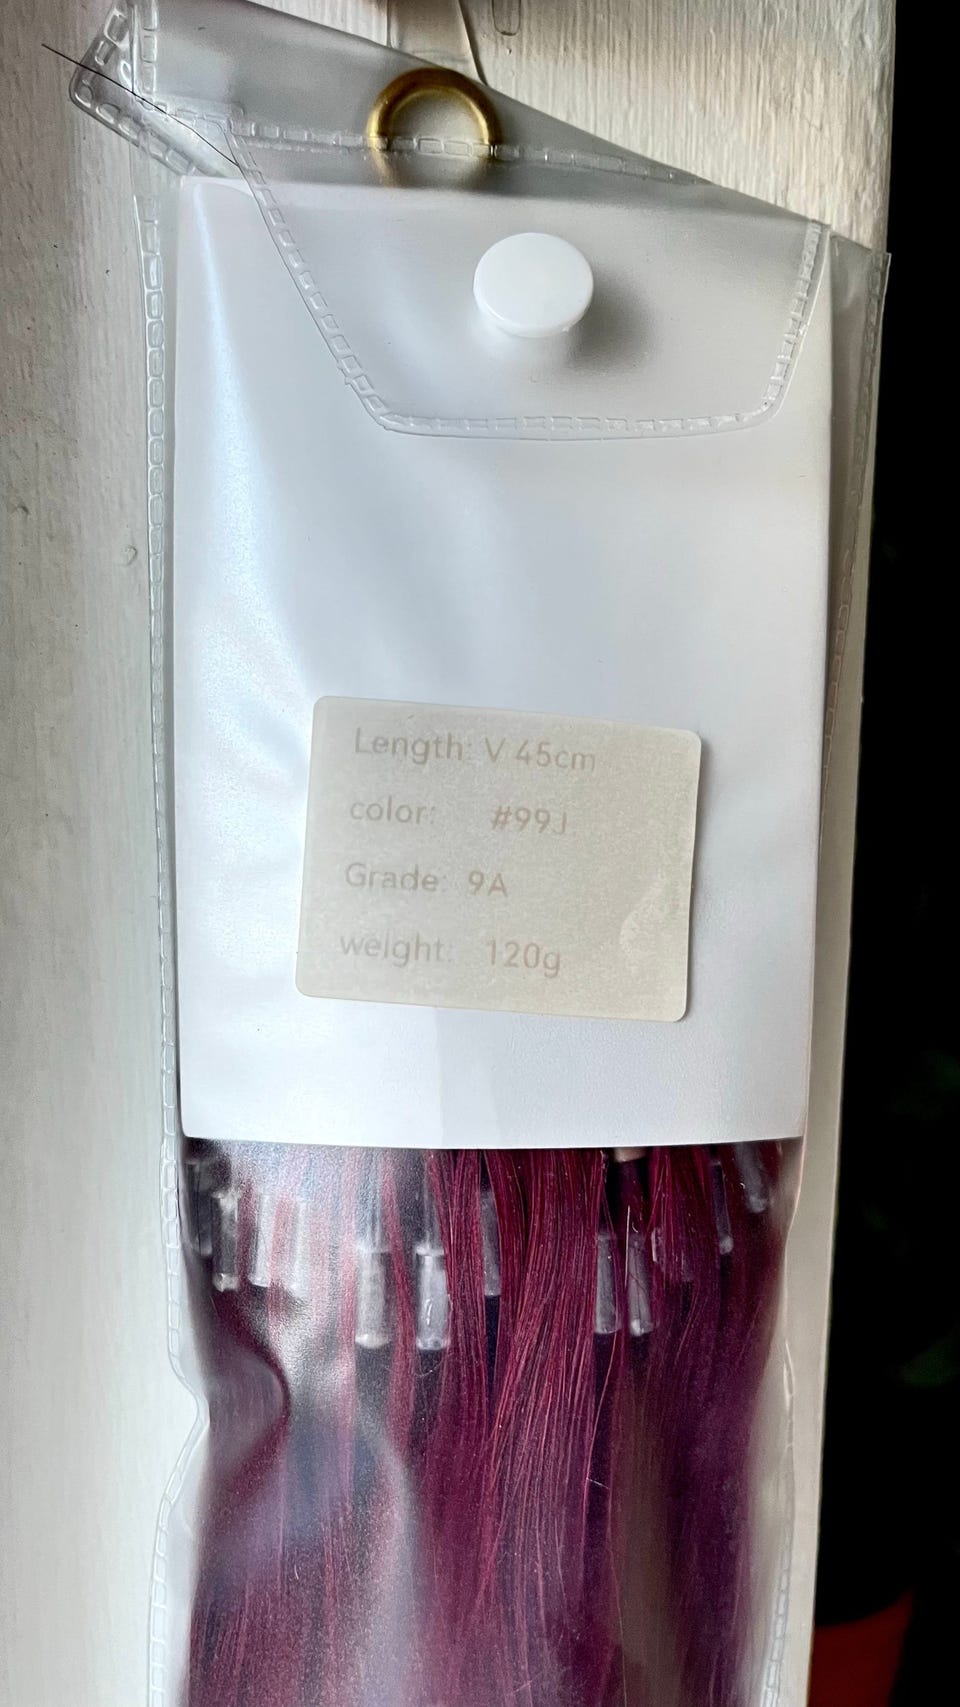 Length: V 45cm
color: #99J
Grade: 9A
weight: 120g